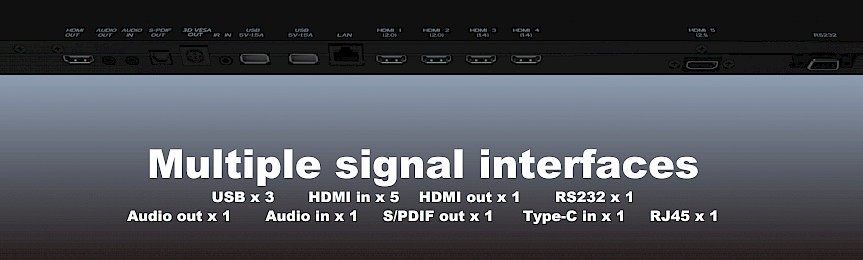 HDMI OUT AUDIO OUT AUDIO IN S-PDIF OUT 3D VESA OUT IR IN USB 5V-1.5A USB 5V-1.5A LAN HDMI 1 (2.0) HDMI 2 (2.0) HDMI 3 (1.4) HDMI 4 (1.4) HDMI 5 RS232
Multiple signal interfaces
USB x 3 HDMI in x 5 HDMI out x 1 RS232 x 1
Audio out x 1 Audio in x 1 S/PDIF out x 1 Type-C in x 1 RJ45 x 1